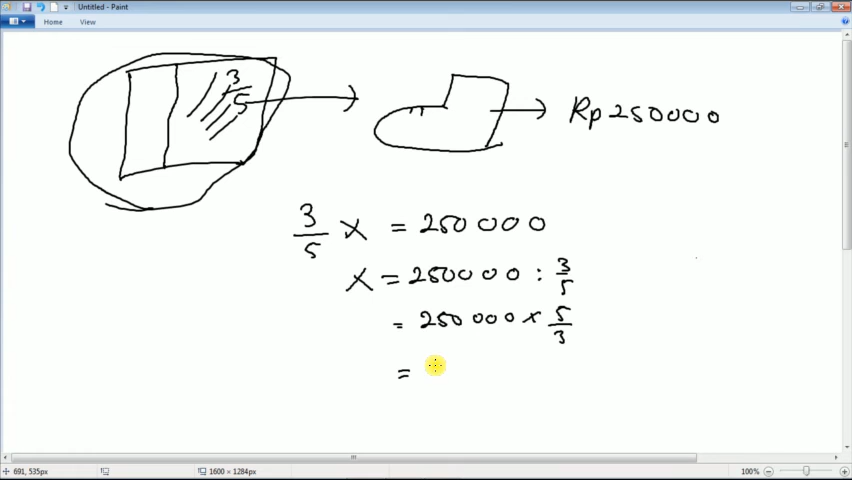 Untitled - Paint
Home View
3/5
Rp 250000
3/5 x = 250000
x = 250000 : 3/5
= 250000 x 5/3
=
691, 535px 1600 × 1284px 100%